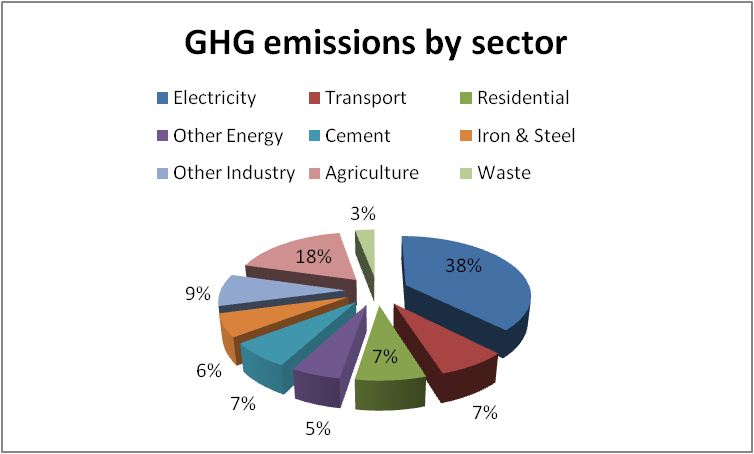 GHG emissions by sector
Electricity Transport Residential
Other Energy Cement Iron & Steel
Other Industry Agriculture Waste
3%
18%
38%
9%
6%
7%
7%
7%
5%